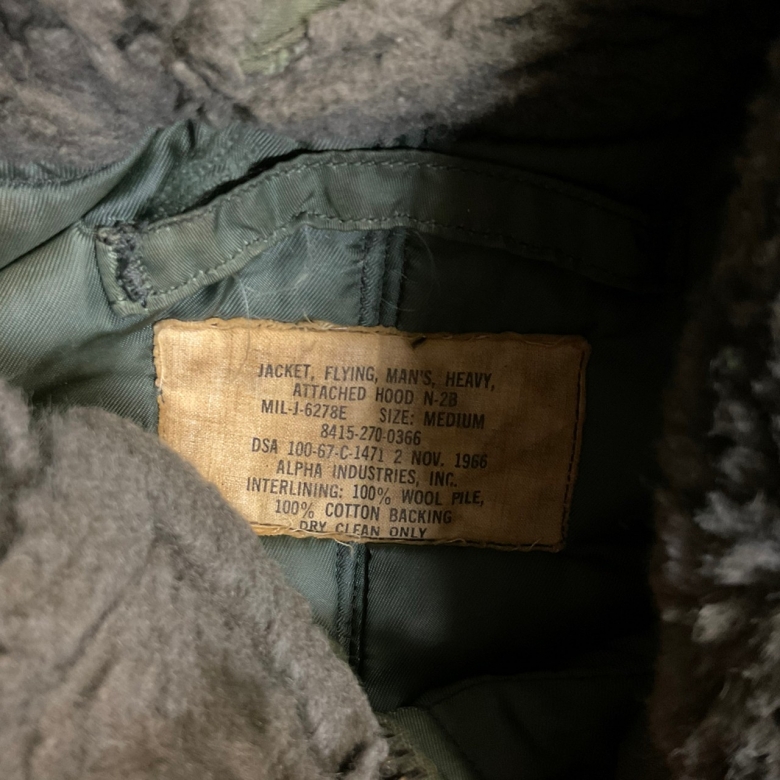 JACKET, FLYING, MAN'S, HEAVY,
ATTACHED HOOD N-2B
MIL-J-6278E SIZE: MEDIUM
8415-270-0366
DSA 100-67-C-1471 2 NOV. 1966
ALPHA INDUSTRIES, INC.
INTERLINING: 100% WOOL PILE,
100% COTTON BACKING
DRY CLEAN ONLY